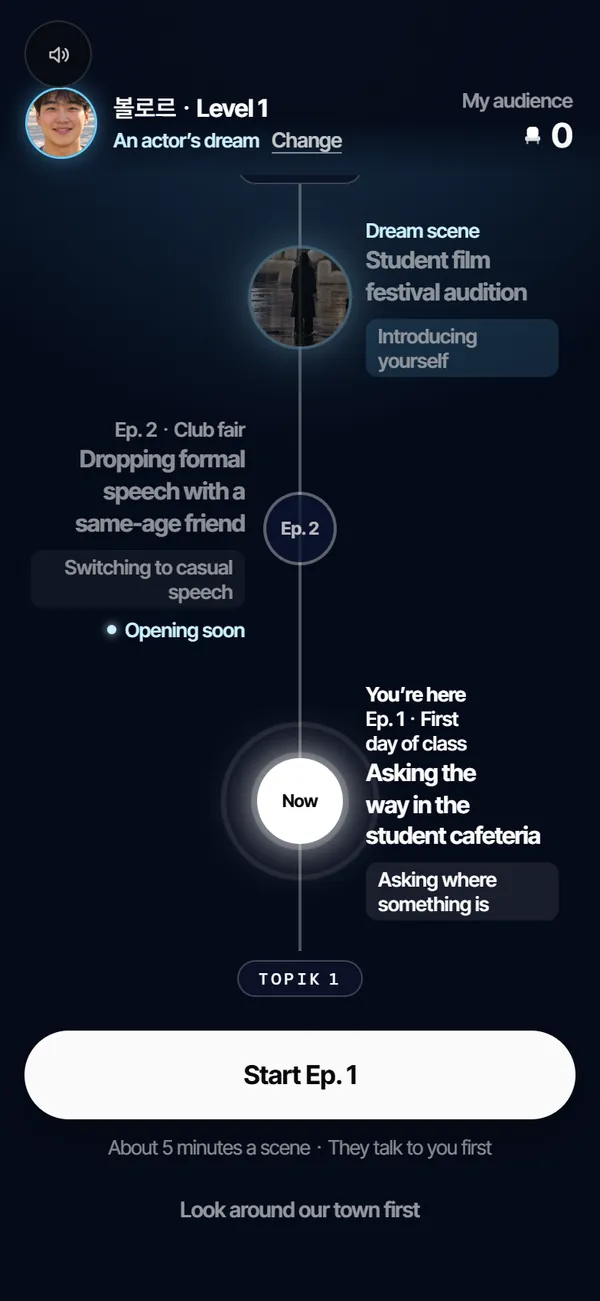 볼로르 · Level 1
An actor's dream Change
My audience
0
Dream scene
Student film
festival audition
Introducing
yourself
Ep. 2 · Club fair
Dropping formal
speech with a
same-age friend
Switching to casual
speech
Opening soon
Ep. 2
You're here
Ep. 1 · First
day of class
Asking the
way in the
student cafeteria
Asking where
something is
Now
TOPIK 1
Start Ep. 1
About 5 minutes a scene · They talk to you first
Look around our town first